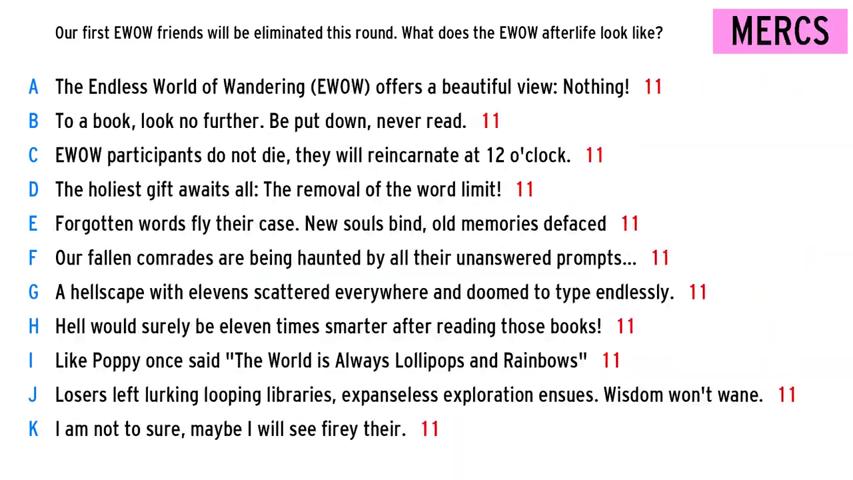 Our first EWOW friends will be eliminated this round. What does the EWOW afterlife look like?
MERCS
A The Endless World of Wandering (EWOW) offers a beautiful view: Nothing! 11
B To a book, look no further. Be put down, never read. 11
C EWOW participants do not die, they will reincarnate at 12 o'clock. 11
D The holiest gift awaits all: The removal of the word limit! 11
E Forgotten words fly their case. New souls bind, old memories defaced 11
F Our fallen comrades are being haunted by all their unanswered prompts... 11
G A hellscape with elevens scattered everywhere and doomed to type endlessly. 11
H Hell would surely be eleven times smarter after reading those books! 11
I Like Poppy once said "The World is Always Lollipops and Rainbows" 11
J Losers left lurking looping libraries, expanseless exploration ensues. Wisdom won't wane. 11
K I am not to sure, maybe I will see firey their. 11